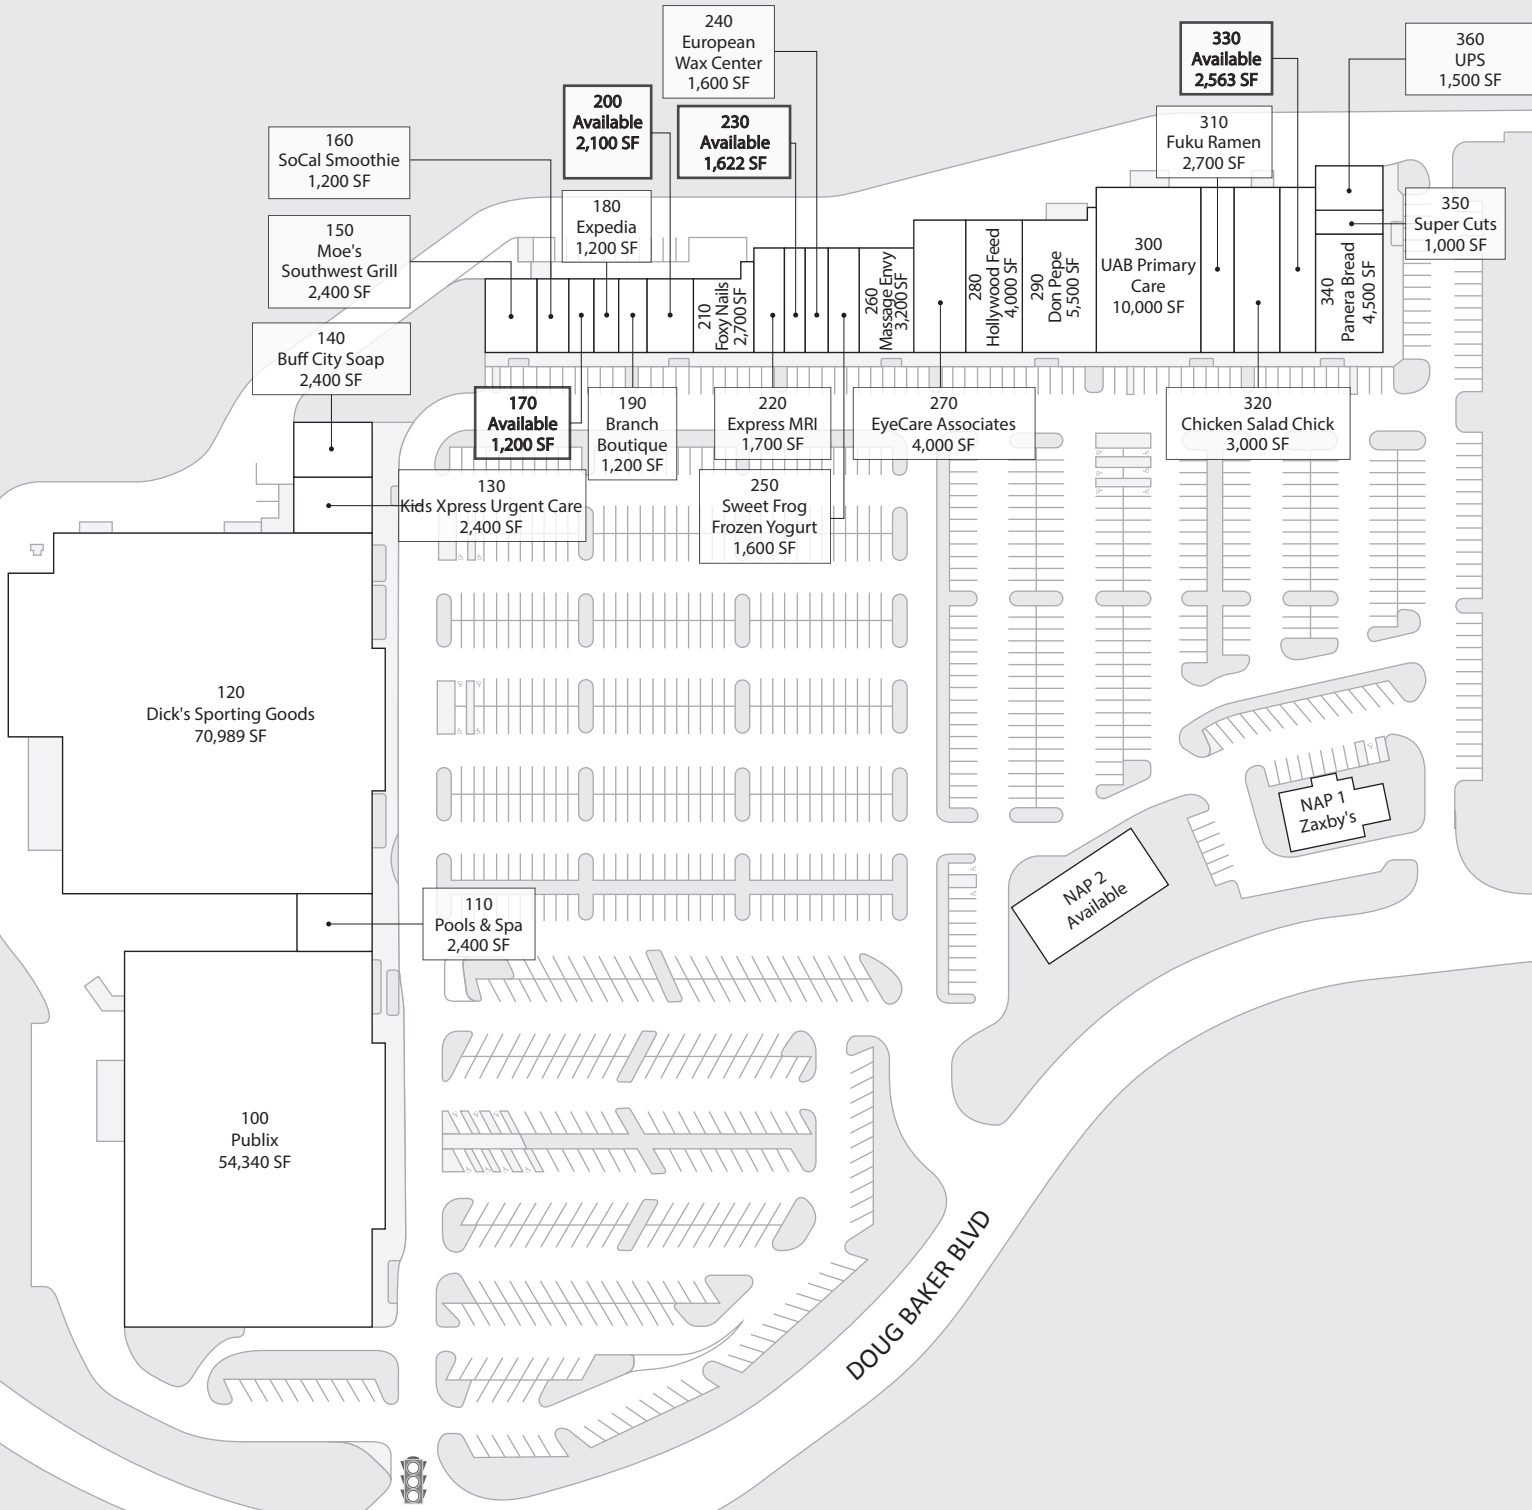 240
European
Wax Center
1,600 SF
330
Available
2,563 SF
360
UPS
1,500 SF
200
Available
2,100 SF
230
Available
1,622 SF
310
Fuku Ramen
2,700 SF
160
SoCal Smoothie
1,200 SF
180
Expedia
1,200 SF
350
Super Cuts
1,000 SF
150
Moe's
Southwest Grill
2,400 SF
210
Foxy Nails
2,700 SF
260
Massage Envy
3,200 SF
280
Hollywood Feed
4,000 SF
290
Don Pepe
5,500 SF
300
UAB Primary
Care
10,000 SF
340
Panera Bread
4,500 SF
140
Buff City Soap
2,400 SF
170
Available
1,200 SF
190
Branch
Boutique
1,200 SF
220
Express MRI
1,700 SF
270
EyeCare Associates
4,000 SF
320
Chicken Salad Chick
3,000 SF
130
Kids Xpress Urgent Care
2,400 SF
250
Sweet Frog
Frozen Yogurt
1,600 SF
120
Dick's Sporting Goods
70,989 SF
NAP 1
Zaxby's
NAP 2
Available
110
Pools & Spa
2,400 SF
100
Publix
54,340 SF
DOUG BAKER BLVD